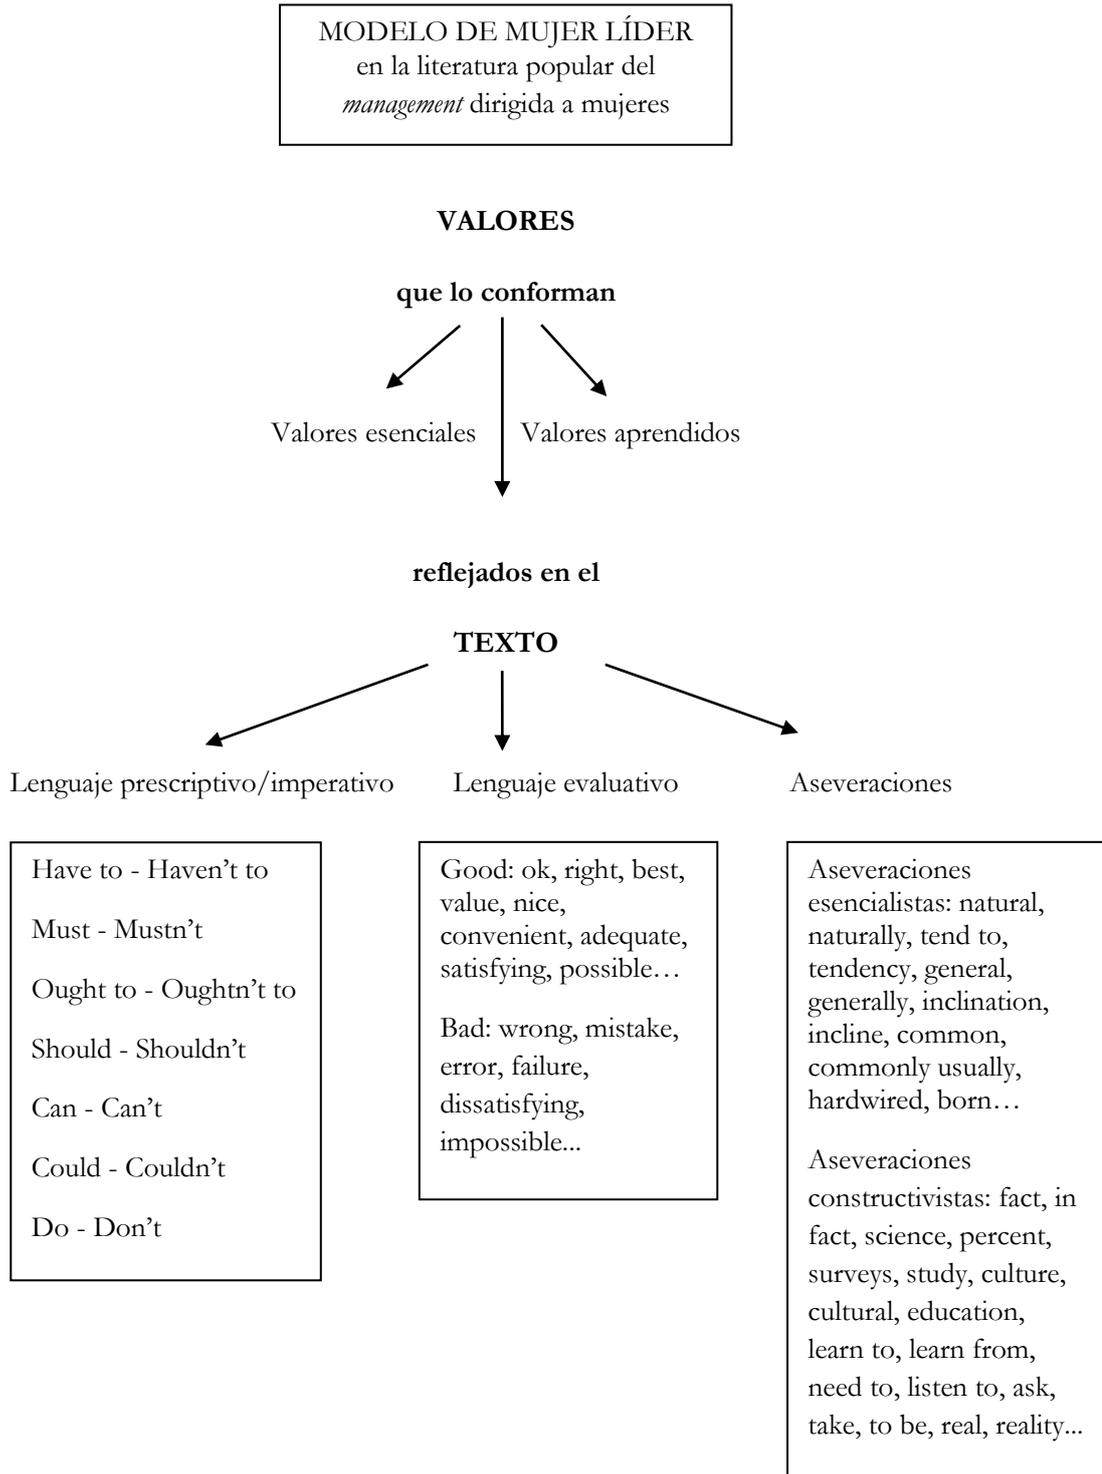 MODELO DE MUJER LÍDER
en la literatura popular del
management dirigida a mujeres
VALORES
que lo conforman
Valores esenciales
Valores aprendidos
reflejados en el
TEXTO
Lenguaje prescriptivo/imperativo
Lenguaje evaluativo
Aseveraciones
Have to - Haven't to
Must - Mustn't
Ought to - Oughtn't to
Should - Shouldn't
Can - Can't
Could - Couldn't
Do - Don't
Good: ok, right, best,
value, nice,
convenient, adequate,
satisfying, possible…
Bad: wrong, mistake,
error, failure,
dissatisfying,
impossible...
Aseveraciones
esencialistas: natural,
naturally, tend to,
tendency, general,
generally, inclination,
incline, common,
commonly usually,
hardwired, born…
Aseveraciones
constructivistas: fact, in
fact, science, percent,
surveys, study, culture,
cultural, education,
learn to, learn from,
need to, listen to, ask,
take, to be, real, reality...